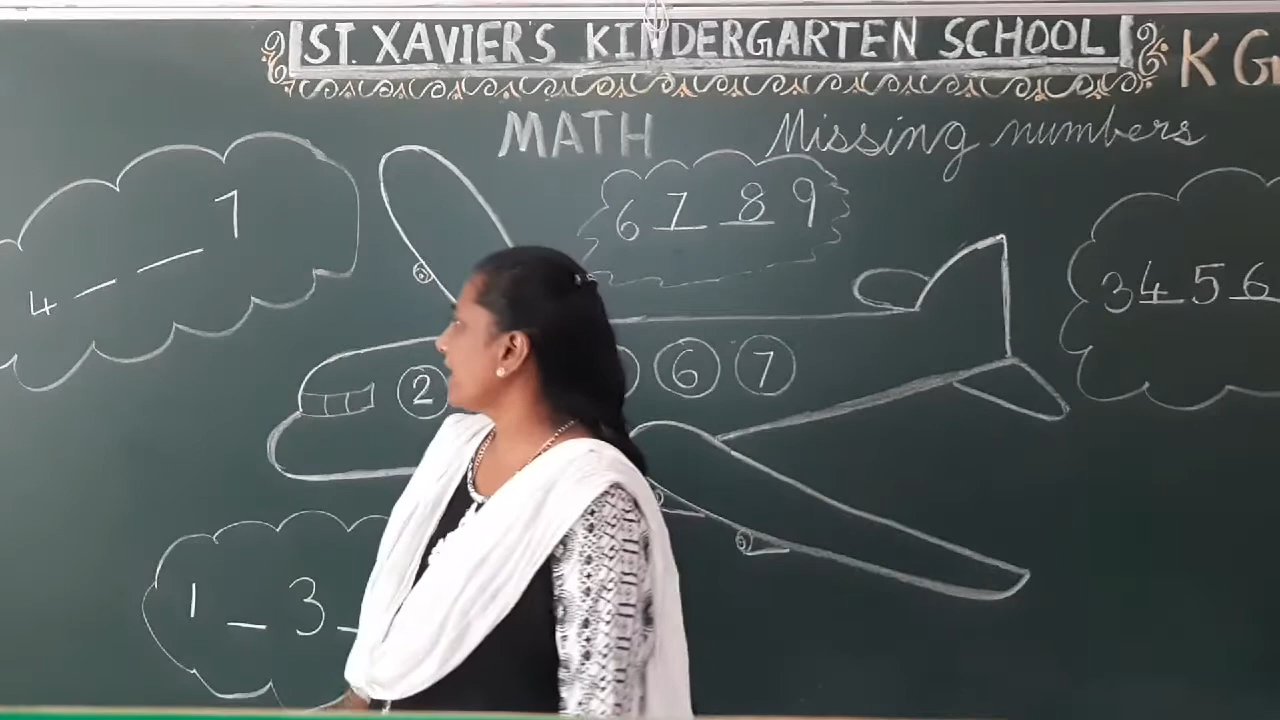 ST. XAVIER'S KINDERGARTEN SCHOOL
K G
MATH Missing numbers
4 _ _ 7
6 7 8 9
3 4 5 6
2 6 7
1 _ 3 _